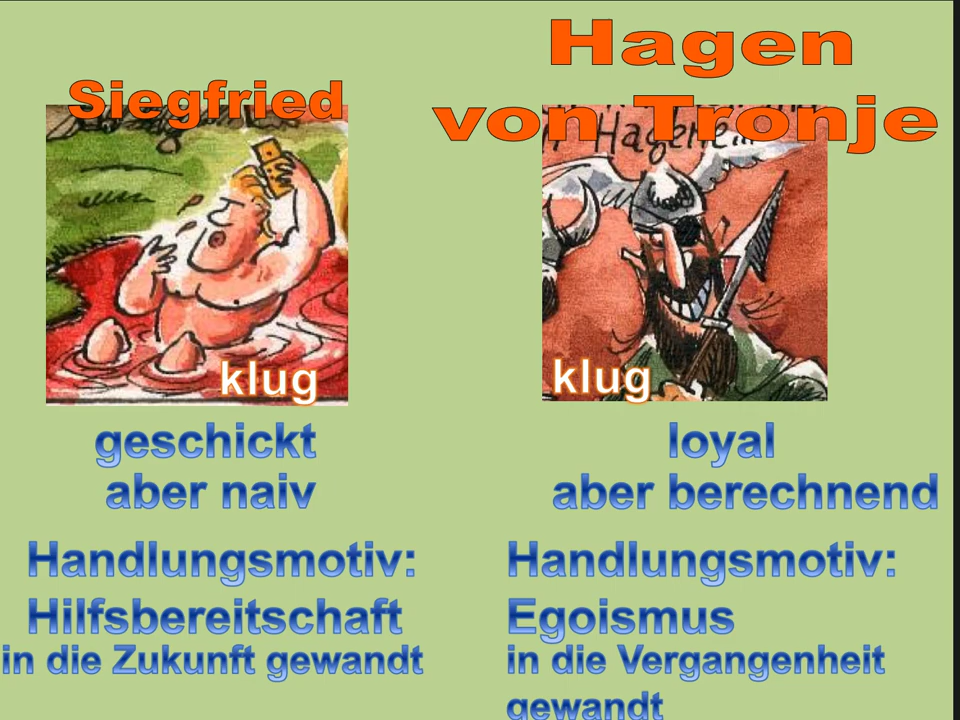 Siegfried
klug
geschickt
aber naiv
Handlungsmotiv:
Hilfsbereitschaft
in die Zukunft gewandt
Hagen
von Tronje
Hagene...
klug
loyal
aber berechnend
Handlungsmotiv:
Egoismus
in die Vergangenheit
gewandt